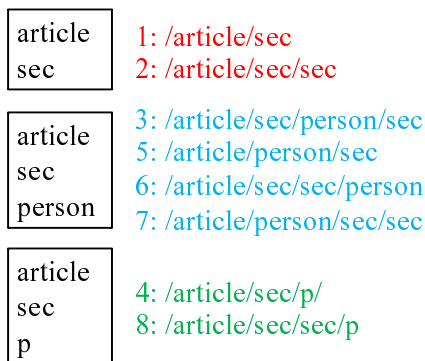 article
sec
1: /article/sec
2: /article/sec/sec
article
sec
person
3: /article/sec/person/sec
5: /article/person/sec
6: /article/sec/sec/person
7: /article/person/sec/sec
article
sec
p
4: /article/sec/p/
8: /article/sec/sec/p